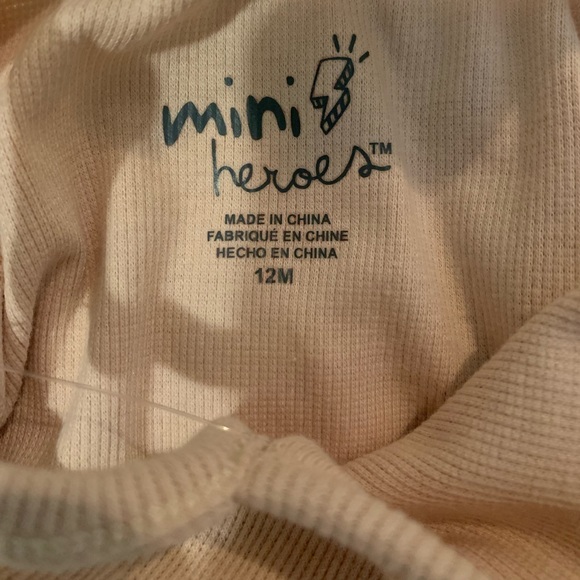 mini
heroes™
MADE IN CHINA
FABRIQUÉ EN CHINE
HECHO EN CHINA
12M